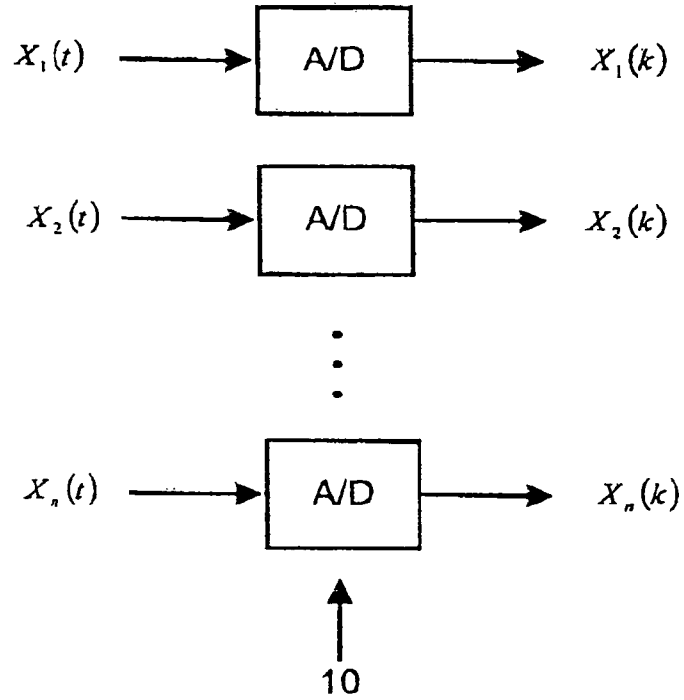 X₁(t) A/D X₁(k)
X₂(t) A/D X₂(k)
Xₙ(t) A/D Xₙ(k)
10